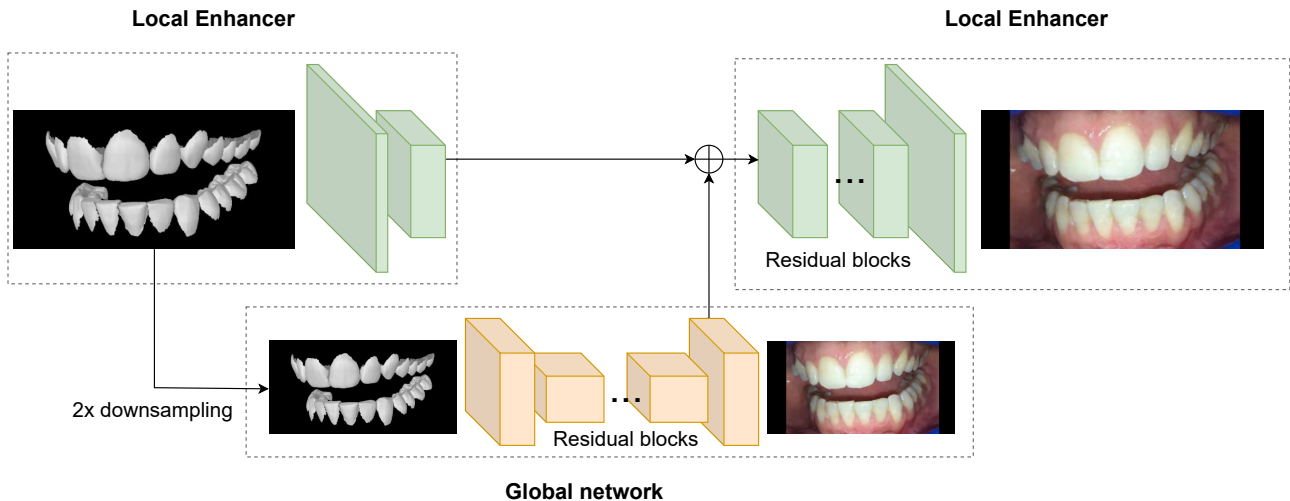 Local Enhancer
Local Enhancer
...
Residual blocks
2x downsampling
...
Residual blocks
Global network